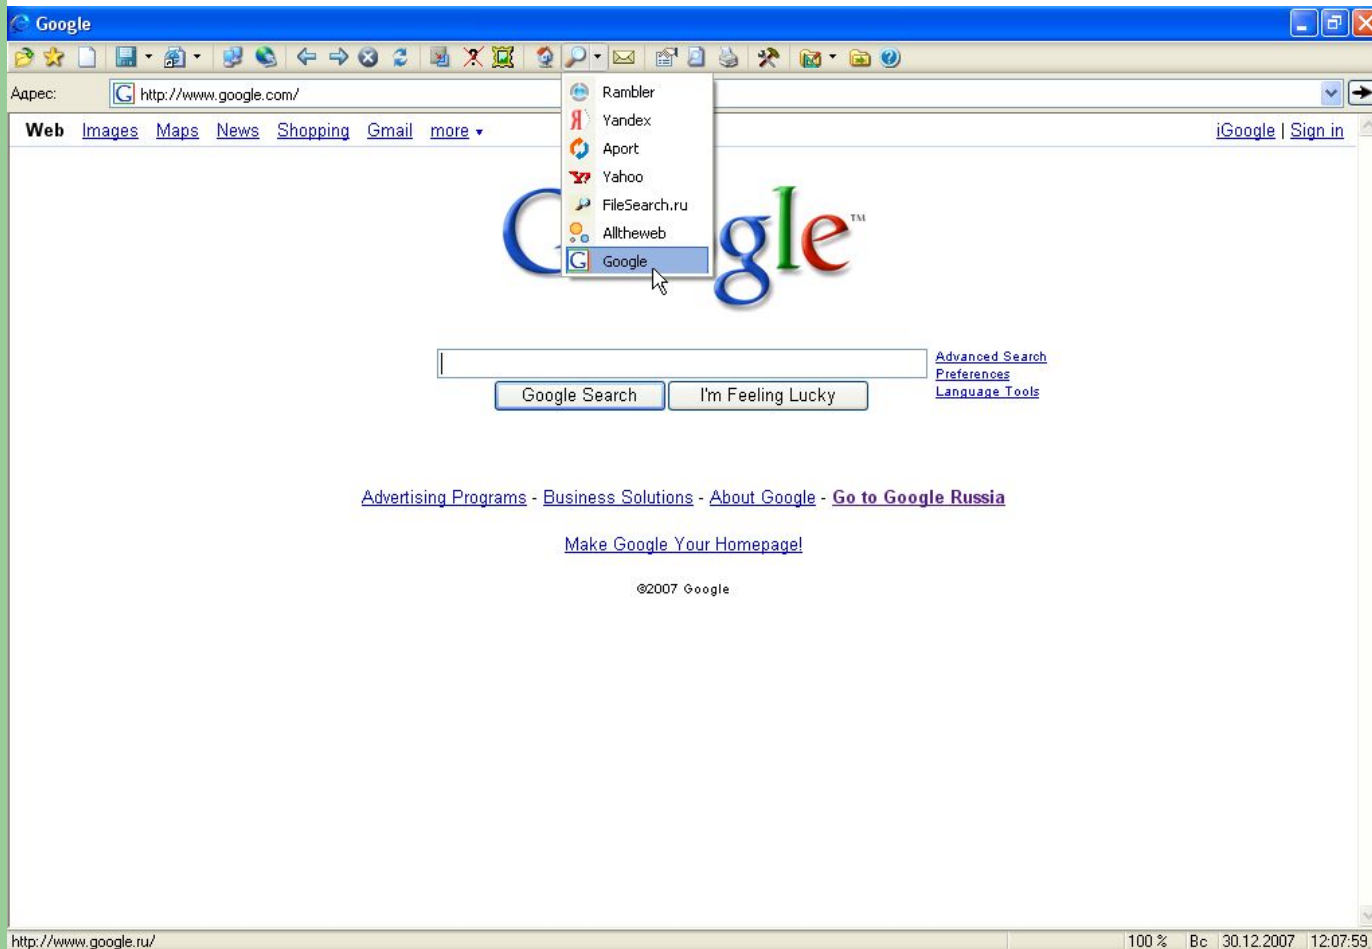 Google
Адрес:
http://www.google.com/
Web Images Maps News Shopping Gmail more
iGoogle | Sign in
Rambler
Yandex
Aport
Yahoo
FileSearch.ru
Alltheweb
Google
Google™
Advanced Search
Preferences
Language Tools
Google Search
I'm Feeling Lucky
Advertising Programs - Business Solutions - About Google - Go to Google Russia
Make Google Your Homepage!
©2007 Google
http://www.google.ru/
100 % Вс 30.12.2007 12:07:59